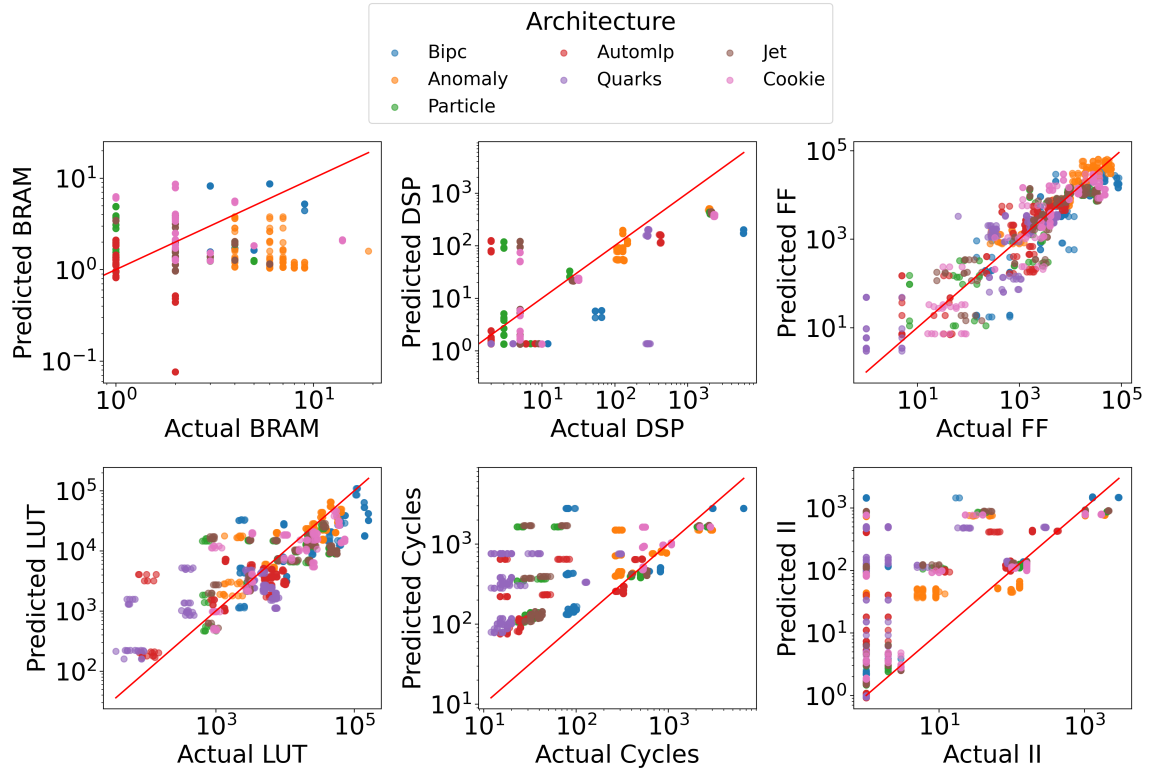 Architecture
Bipc Automlp Jet
Anomaly Quarks Cookie
Particle
Predicted BRAM
10¹
10⁰
10⁻¹
10⁰ 10¹
Actual BRAM
Predicted DSP
10³
10²
10¹
10⁰
10¹ 10² 10³
Actual DSP
Predicted FF
10⁵
10³
10¹
10¹ 10³ 10⁵
Actual FF
Predicted LUT
10⁵
10⁴
10³
10²
10³ 10⁵
Actual LUT
Predicted Cycles
10³
10²
10¹
10¹ 10² 10³
Actual Cycles
Predicted II
10³
10²
10¹
10⁰
10¹ 10³
Actual II